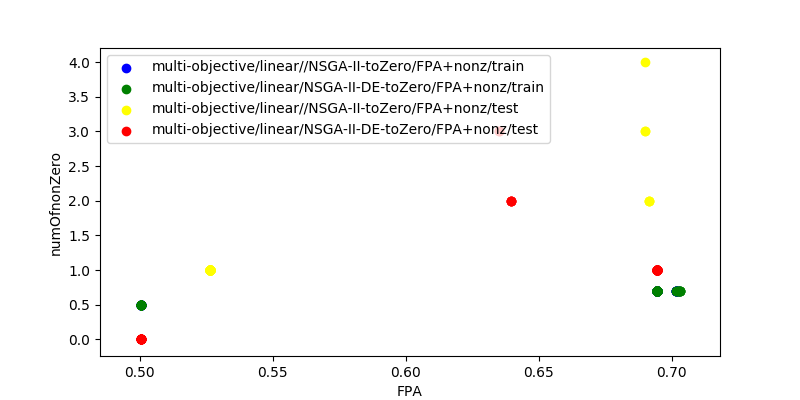 4.0
3.5
3.0
2.5
2.0
1.5
1.0
0.5
0.0
numOfnonZero
multi-objective/linear//NSGA-II-toZero/FPA+nonz/train
multi-objective/linear/NSGA-II-DE-toZero/FPA+nonz/train
multi-objective/linear//NSGA-II-toZero/FPA+nonz/test
multi-objective/linear/NSGA-II-DE-toZero/FPA+nonz/test
0.50 0.55 0.60 0.65 0.70
FPA